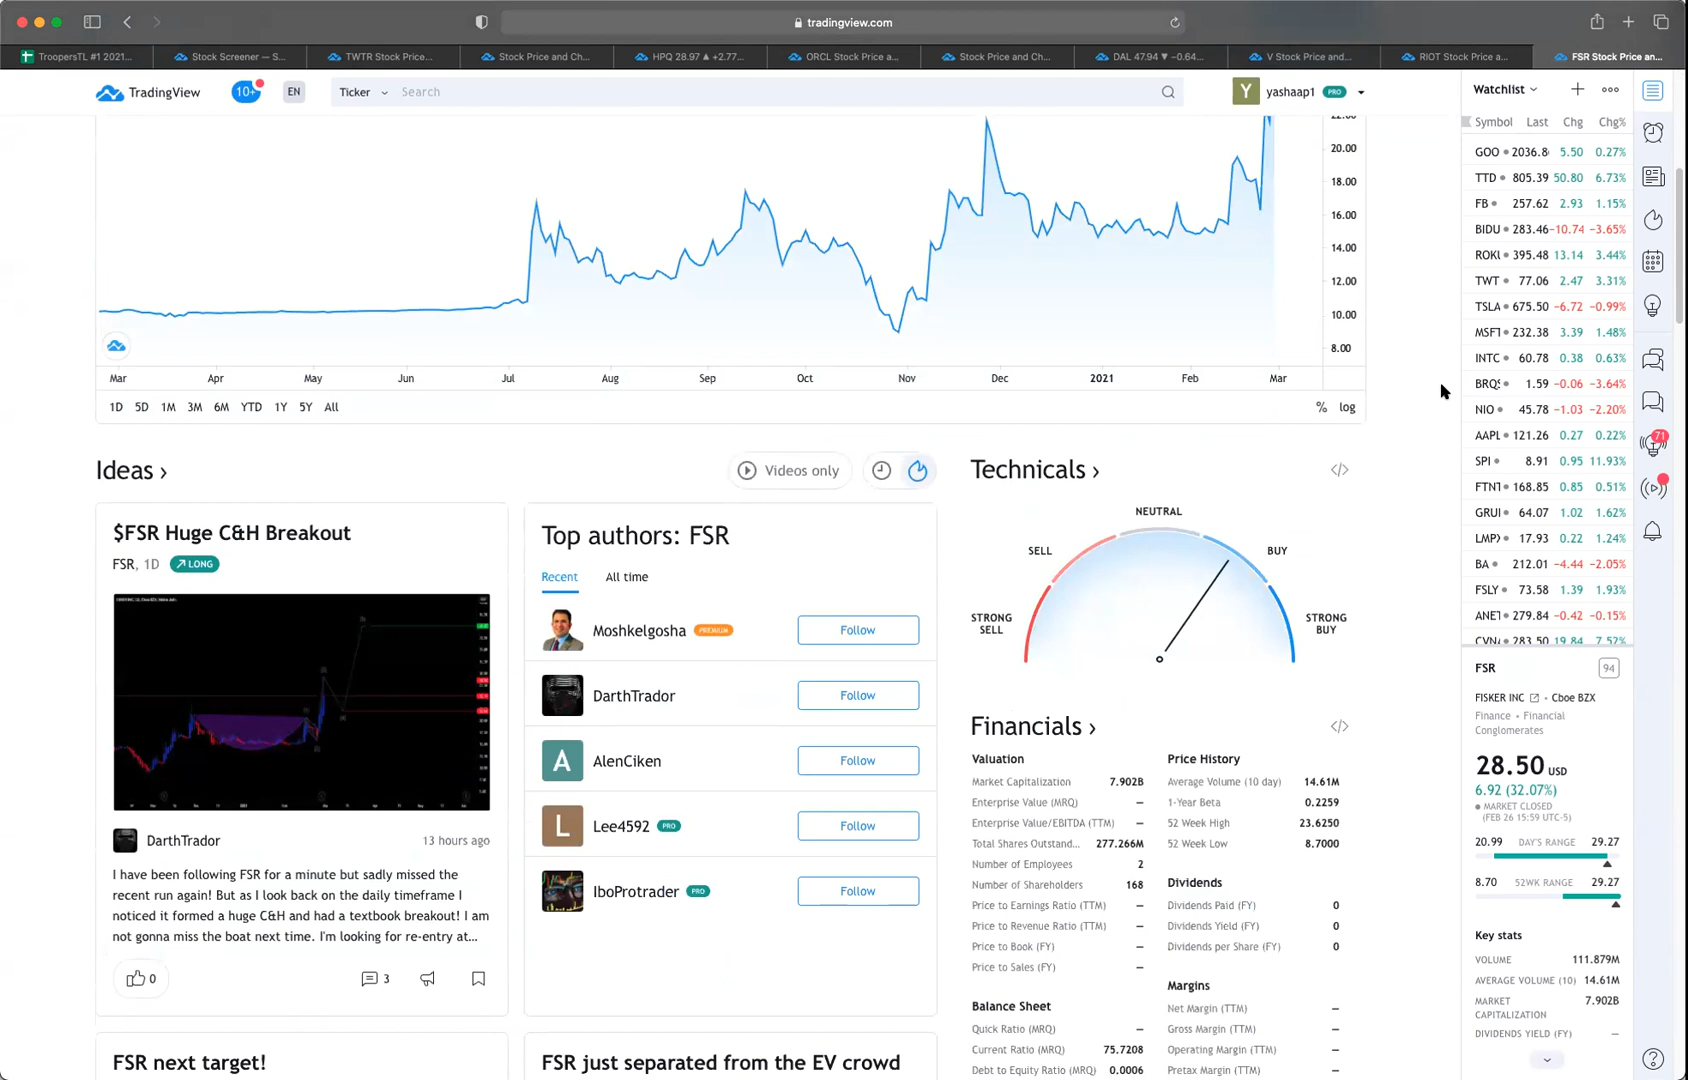 tradingview.com
TroopersTL #1 2021...
Stock Screener — S...
TWTR Stock Price...
Stock Price and Ch...
HPQ 28.97 ▲ +2.77...
ORCL Stock Price a...
Stock Price and Ch...
DAL 47.94 ▼ −0.64...
V Stock Price and...
RIOT Stock Price a...
FSR Stock Price an...
TradingView
10+
EN
Ticker
Search
Y
yashaap1
PRO
22.00
20.00
18.00
16.00
14.00
12.00
10.00
8.00
Mar Apr May Jun Jul Aug Sep Oct Nov Dec 2021 Feb Mar
1D 5D 1M 3M 6M YTD 1Y 5Y All
% log
Ideas ›
Videos only
$FSR Huge C&H Breakout
FSR, 1D LONG
DarthTrador
13 hours ago
I have been following FSR for a minute but sadly missed the
recent run again! But as I look back on the daily timeframe I
noticed it formed a huge C&H and had a textbook breakout! I am
not gonna miss the boat next time. I'm looking for re-entry at...
0
3
FSR next target!
Top authors: FSR
Recent All time
Moshkelgosha PREMIUM Follow
DarthTrador Follow
A AlenCiken Follow
L Lee4592 PRO Follow
IboProtrader PRO Follow
FSR just separated from the EV crowd
Technicals ›
NEUTRAL
SELL
BUY
STRONG
SELL
STRONG
BUY
Financials ›
Valuation
Market Capitalization 7.902B
Enterprise Value (MRQ) —
Enterprise Value/EBITDA (TTM) —
Total Shares Outstand... 277.266M
Number of Employees 2
Number of Shareholders 168
Price to Earnings Ratio (TTM) —
Price to Revenue Ratio (TTM) —
Price to Book (FY) —
Price to Sales (FY) —
Balance Sheet
Quick Ratio (MRQ) —
Current Ratio (MRQ) 75.7208
Debt to Equity Ratio (MRQ) 0.0006
Price History
Average Volume (10 day) 14.61M
1-Year Beta 0.2259
52 Week High 23.6250
52 Week Low 8.7000
Dividends
Dividends Paid (FY) 0
Dividends Yield (FY) 0
Dividends per Share (FY) 0
Margins
Net Margin (TTM) —
Gross Margin (TTM) —
Operating Margin (TTM) —
Pretax Margin (TTM) —
Watchlist
Symbol Last Chg Chg%
GOO 2036.8 5.50 0.27%
TTD 805.39 50.80 6.73%
FB 257.62 2.93 1.15%
BIDU 283.46 −10.74 −3.65%
ROKU 395.48 13.14 3.44%
TWT 77.06 2.47 3.31%
TSLA 675.50 −6.72 −0.99%
MSFT 232.38 3.39 1.48%
INTC 60.78 0.38 0.63%
BRQS 1.59 −0.06 −3.64%
NIO 45.78 −1.03 −2.20%
AAPL 121.26 0.27 0.22%
SPI 8.91 0.95 11.93%
FTNT 168.85 0.85 0.51%
GRU 64.07 1.02 1.62%
LMP 17.93 0.22 1.24%
BA 212.01 −4.44 −2.05%
FSLY 73.58 1.39 1.93%
ANET 279.84 −0.42 −0.15%
CVNA 283.50 19.84 7.52%
71
FSR
94
FISKER INC • Cboe BZX
Finance • Financial
Conglomerates
28.50 USD
6.92 (32.07%)
MARKET CLOSED
(FEB 26 15:59 UTC-5)
20.99 DAY'S RANGE 29.27
8.70 52WK RANGE 29.27
Key stats
VOLUME 111.879M
AVERAGE VOLUME (10) 14.61M
MARKET 7.902B
CAPITALIZATION
DIVIDENDS YIELD (FY) —